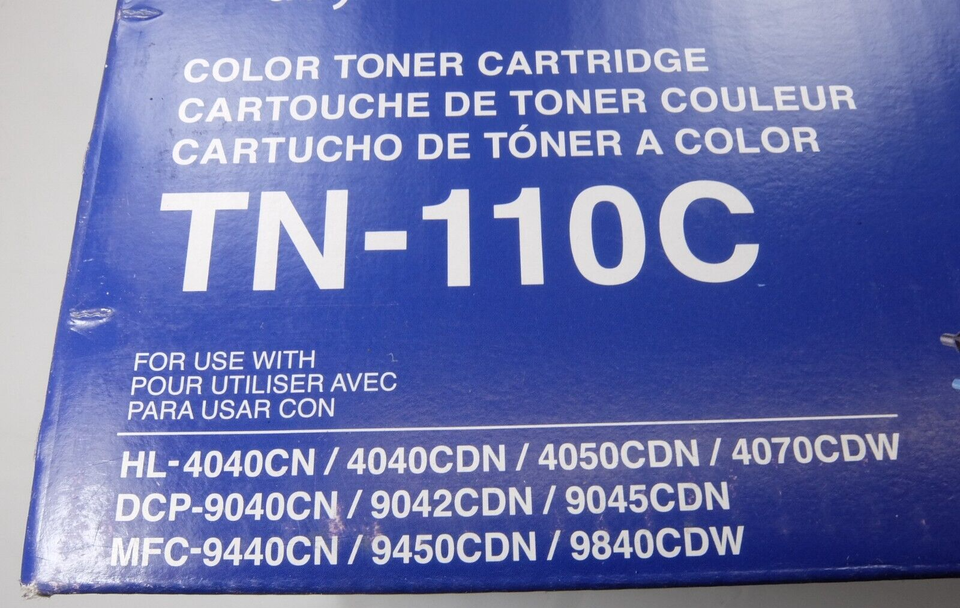 COLOR TONER CARTRIDGE
CARTOUCHE DE TONER COULEUR
CARTUCHO DE TÓNER A COLOR
TN-110C
FOR USE WITH
POUR UTILISER AVEC
PARA USAR CON
HL-4040CN / 4040CDN / 4050CDN / 4070CDW
DCP-9040CN / 9042CDN / 9045CDN
MFC-9440CN / 9450CDN / 9840CDW